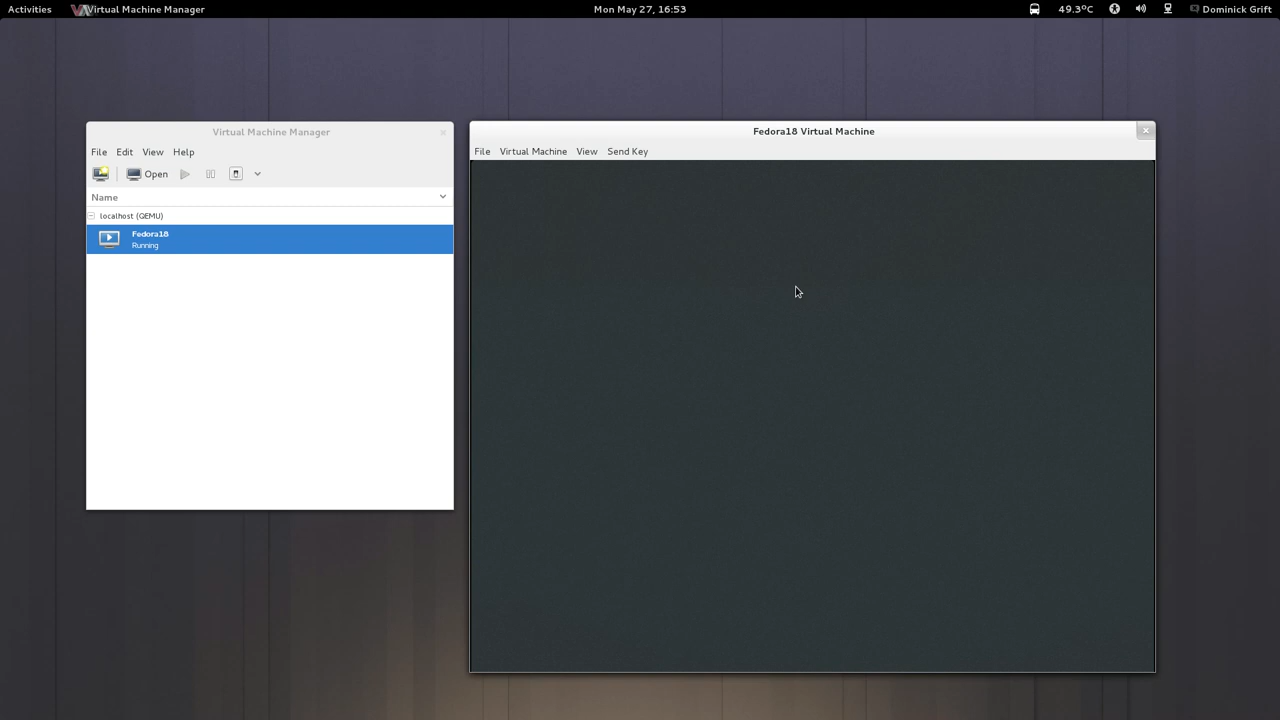 Activities Virtual Machine Manager Mon May 27, 16:53 49.3°C Dominick Grift
Virtual Machine Manager
File Edit View Help
Open
Name
localhost (QEMU)
Fedora18
Running
Fedora18 Virtual Machine
File Virtual Machine View Send Key